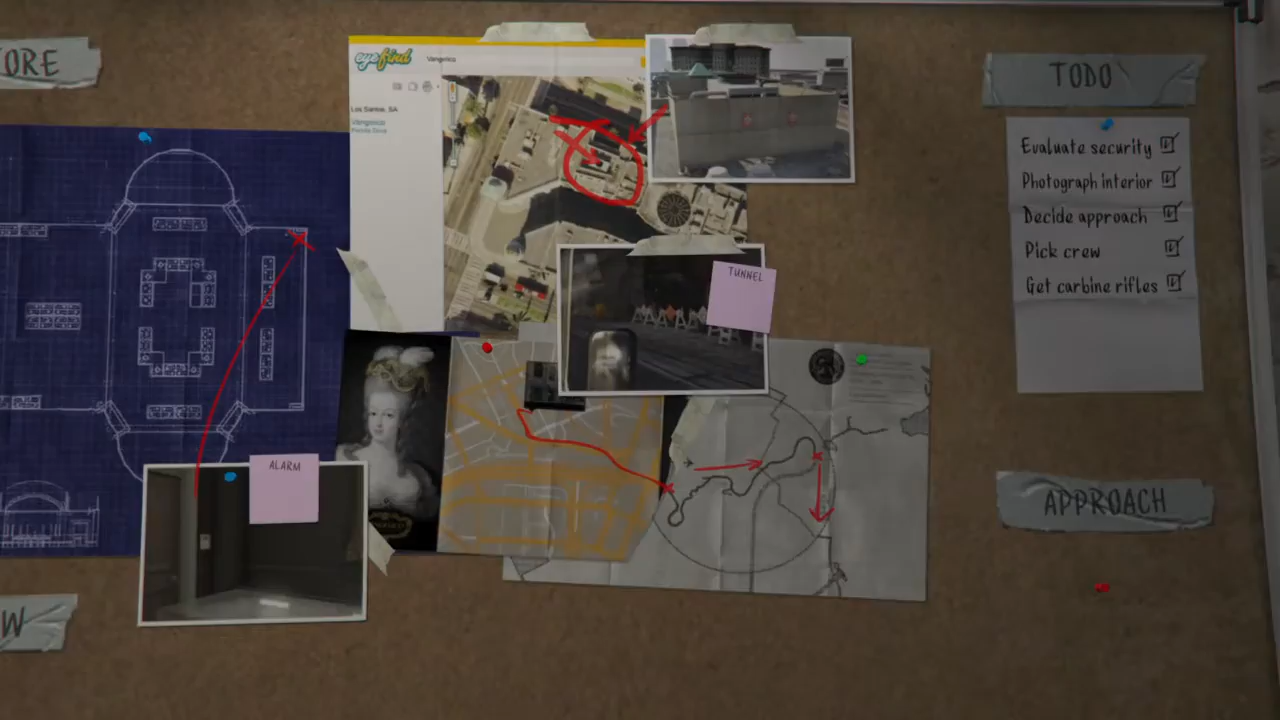 ORE
eyefind
Vangelico
Los Santos, SA
Vangelico
TODO
Evaluate security
Photograph interior
Decide approach
Pick crew
Get carbine rifles
TUNNEL
ALARM
APPROACH
W